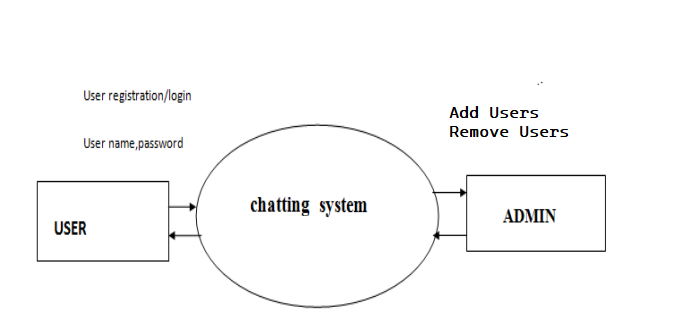 User registration/login
Add Users
Remove Users
User name,password
chatting system
USER
ADMIN